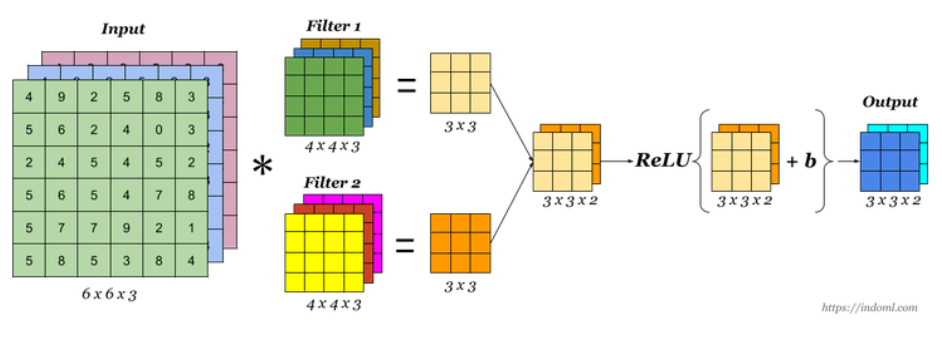 Input
4 9 2 5 8 3
5 6 2 4 0 3
2 4 5 4 5 2
5 6 5 4 7 8
5 7 7 9 2 1
5 8 5 3 8 4
6 x 6 x 3
*
Filter 1
4 x 4 x 3
=
3 x 3
Filter 2
4 x 4 x 3
=
3 x 3
3 x 3 x 2
ReLU { + b }
3 x 3 x 2
Output
3 x 3 x 2
https://indoml.com